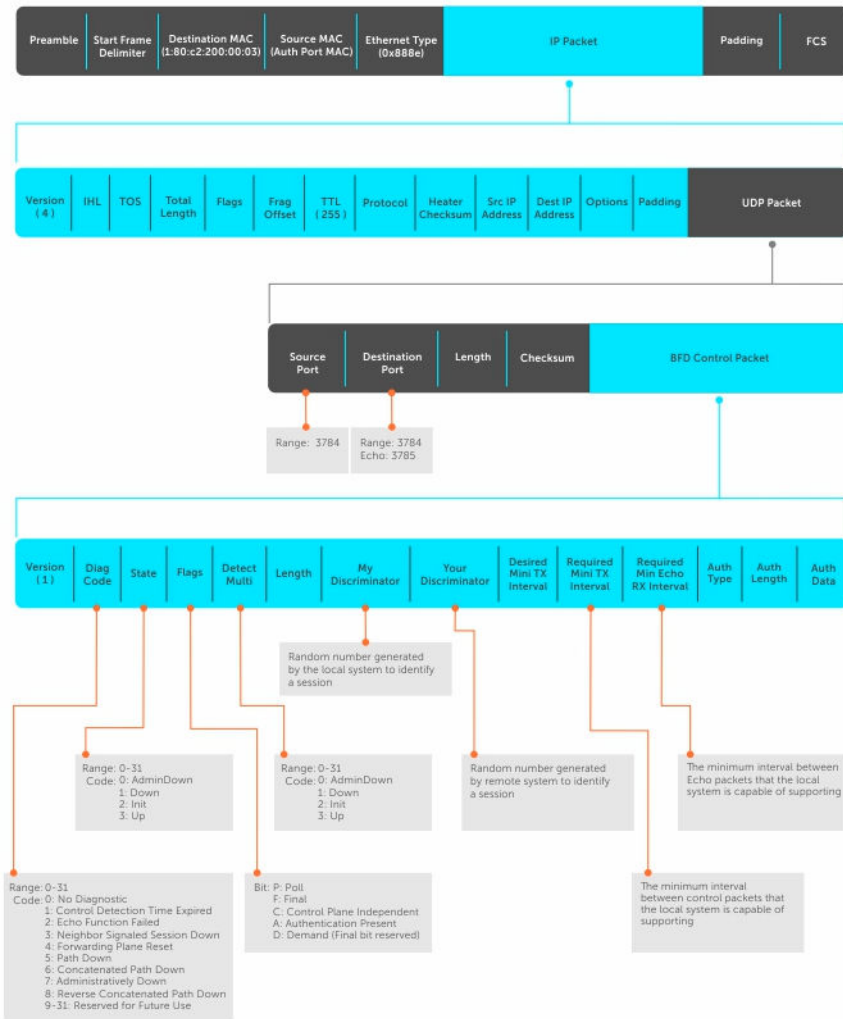 Preamble
Start Frame
Delimiter
Destination MAC
(1:80:c2:200:00:03)
Source MAC
(Auth Port MAC)
Ethernet Type
(0x888e)
IP Packet
Padding
FCS
Version
( 4 )
IHL
TOS
Total
Length
Flags
Frag
Offset
TTL
( 255 )
Protocol
Heater
Checksum
Src IP
Address
Dest IP
Address
Options
Padding
UDP Packet
Source
Port
Destination
Port
Length
Checksum
BFD Control Packet
Range: 3784
Range: 3784
Echo: 3785
Version
( 1 )
Diag
Code
State
Flags
Detect
Multi
Length
My
Discriminator
Your
Discriminator
Desired
Mini TX
Interval
Required
Mini TX
Interval
Required
Min Echo
RX Interval
Auth
Type
Auth
Length
Auth
Data
Random number generated
by the local system to identify
a session
Range: 0-31
Code: 0: AdminDown
1: Down
2: Init
3: Up
Range: 0-31
Code: 0: AdminDown
1: Down
2: Init
3: Up
Random number generated
by remote system to identify
a session
The minimum interval between
Echo packets that the local
system is capable of supporting
Range: 0-31
Code: 0: No Diagnostic
1: Control Detection Time Expired
2: Echo Function Failed
3: Neighbor Signaled Session Down
4: Forwarding Plane Reset
5: Path Down
6: Concatenated Path Down
7: Administratively Down
8: Reverse Concatenated Path Down
9-31: Reserved for Future Use
Bit: P: Poll
F: Final
C: Control Plane Independent
A: Authentication Present
D: Demand (Final bit reserved)
The minimum interval
between control packets that
the local system is capable of
supporting